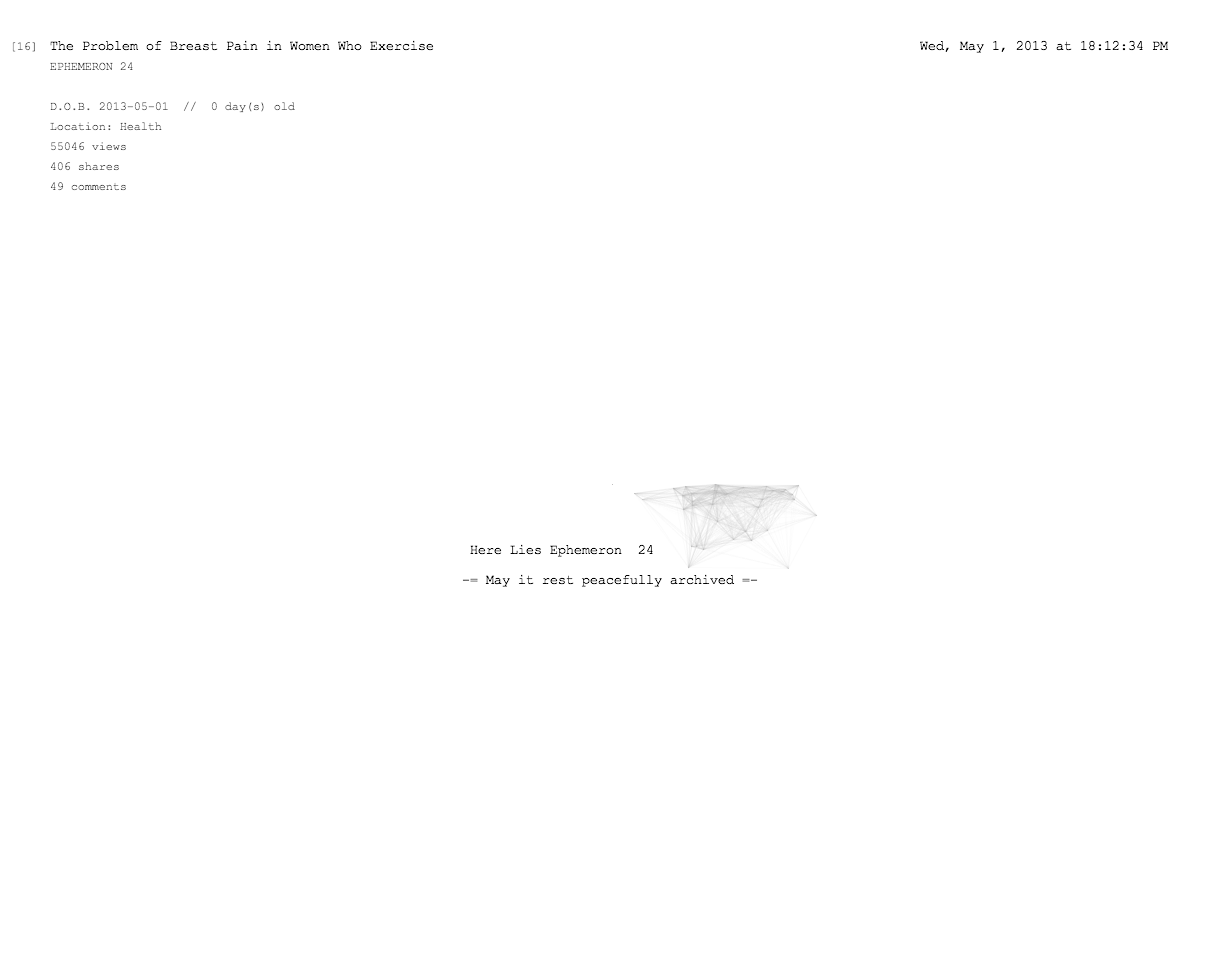 [16] The Problem of Breast Pain in Women Who Exercise
Wed, May 1, 2013 at 18:12:34 PM
EPHEMERON 24
D.O.B. 2013-05-01 // 0 day(s) old
Location: Health
55046 views
406 shares
49 comments
Here Lies Ephemeron 24
-= May it rest peacefully archived =-